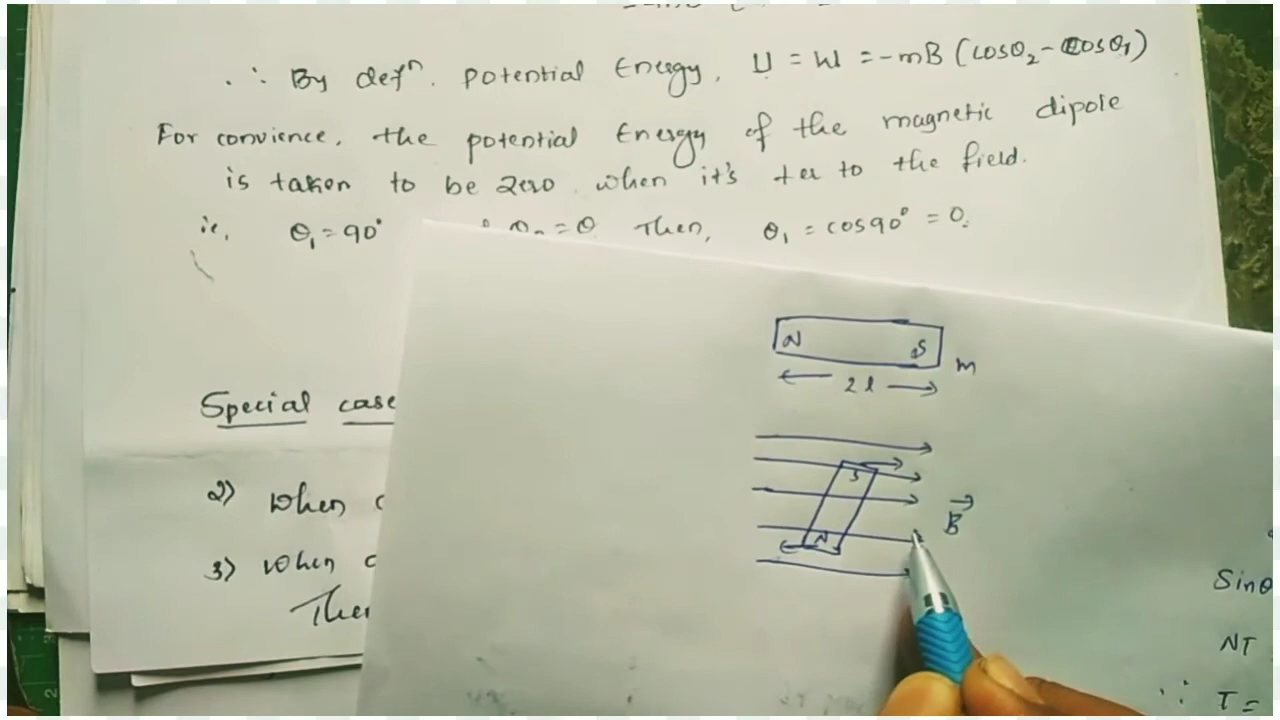 ∴ By defⁿ. Potential Energy, U = W = -mB (cosθ₂ - cosθ₁)
For convience, the potential Energy of the magnetic dipole
is taken to be zero when it's ter to the field.
ie, θ₁ = 90° θ₂ = θ Then, θ₁ = cos90° = 0.
N S
m
2l
Special case
S
B⃗
N
2) when
3) when
Then
Sinθ
NT
∴ T =